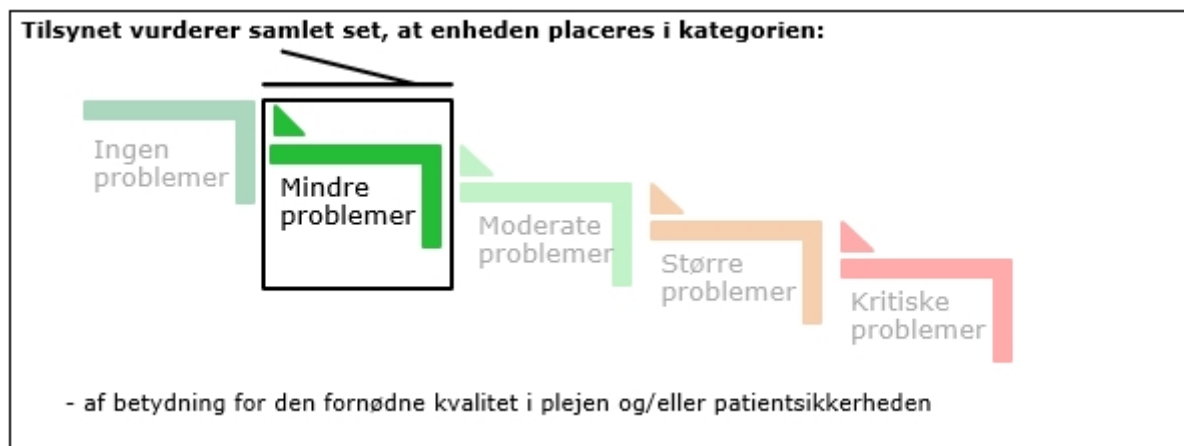 Tilsynet vurderer samlet set, at enheden placeres i kategorien:
Ingen
problemer
Mindre
problemer
Moderate
problemer
Større
problemer
Kritiske
problemer
- af betydning for den fornødne kvalitet i plejen og/eller patientsikkerheden